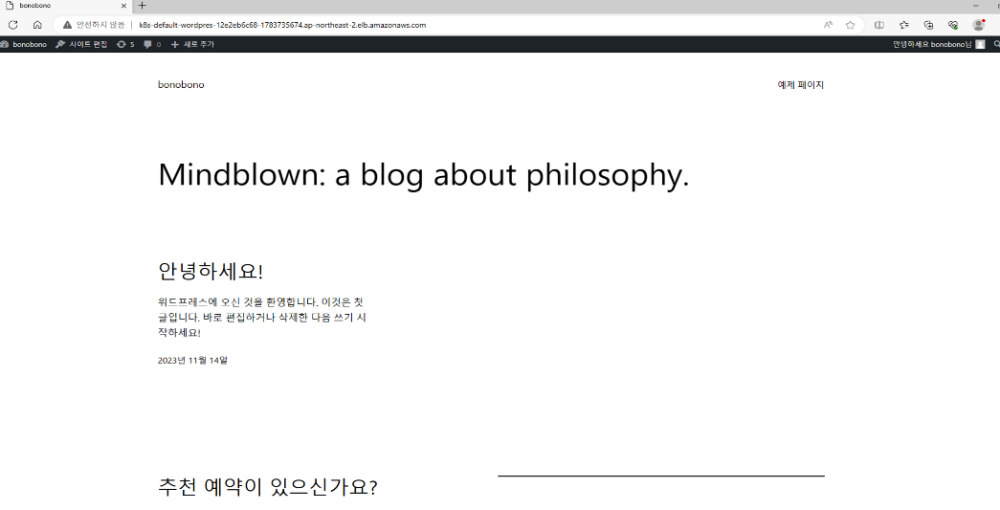 bonobono
안전하지 않음 | k8s-default-wordpres-12e2eb6c68-1783735674.ap-northeast-2.elb.amazonaws.com
bonobono 사이트 편집 5 0 새로 추가 안녕하세요 bonobono님
bonobono 예제 페이지
Mindblown: a blog about philosophy.
안녕하세요!
워드프레스에 오신 것을 환영합니다. 이것은 첫
글입니다. 바로 편집하거나 삭제한 다음 쓰기 시
작하세요!
2023년 11월 14일
추천 예약이 있으신가요?